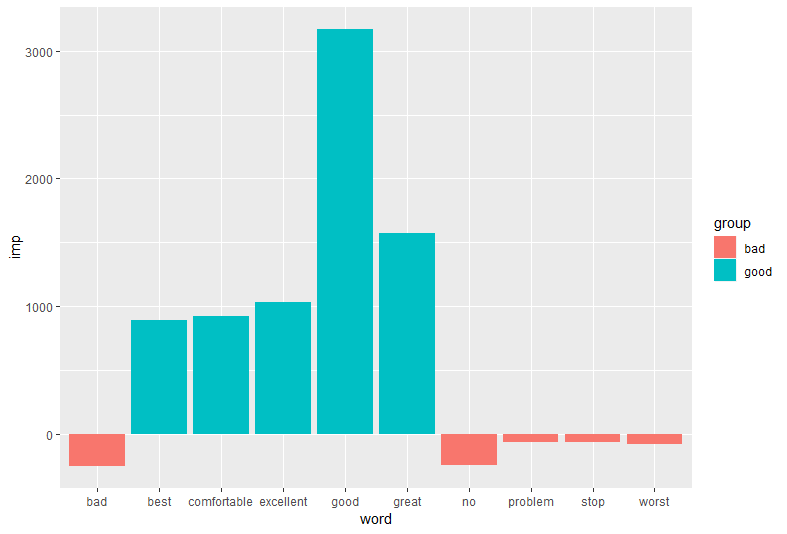 imp
3000
2000
1000
0
bad best comfortable excellent good great no problem stop worst
word
group
bad
good